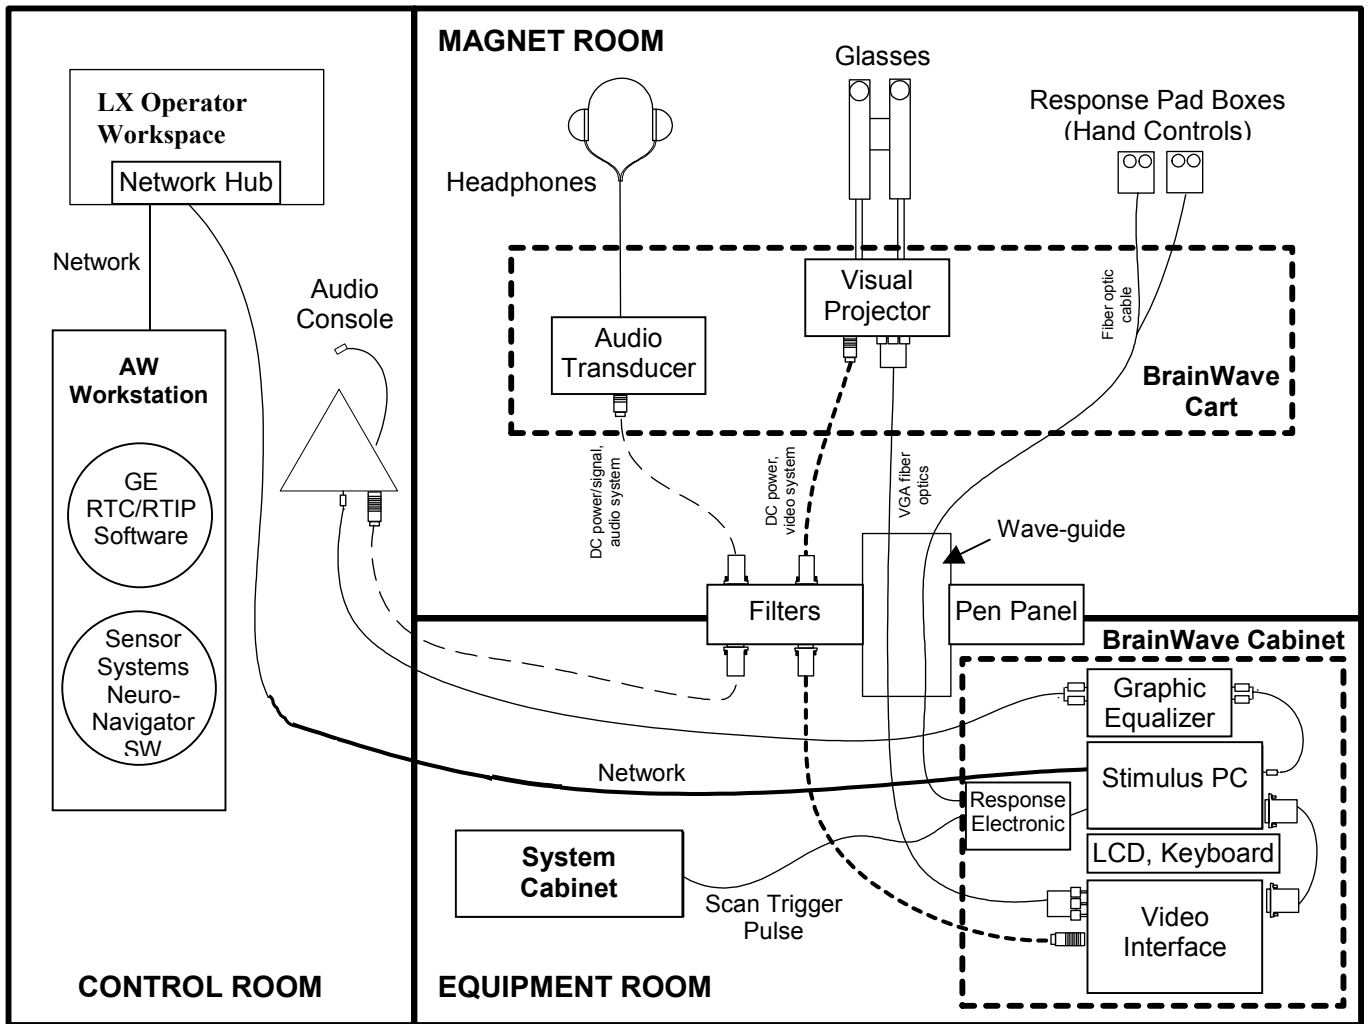 MAGNET ROOM
Glasses
LX Operator
Workspace
Network Hub
Response Pad Boxes
(Hand Controls)
Headphones
Network
Audio
Console
Visual
Projector
Fiber optic
cable
AW
Workstation
Audio
Transducer
BrainWave
Cart
GE
RTC/RTIP
Software
DC power/signal,
audio system
DC power,
video system
VGA fiber
optics
Wave-guide
Filters
Pen Panel
Sensor
Systems
Neuro-
Navigator
SW
BrainWave Cabinet
Graphic
Equalizer
Network
Stimulus PC
Response
Electronic
LCD, Keyboard
System
Cabinet
Scan Trigger
Pulse
Video
Interface
CONTROL ROOM
EQUIPMENT ROOM